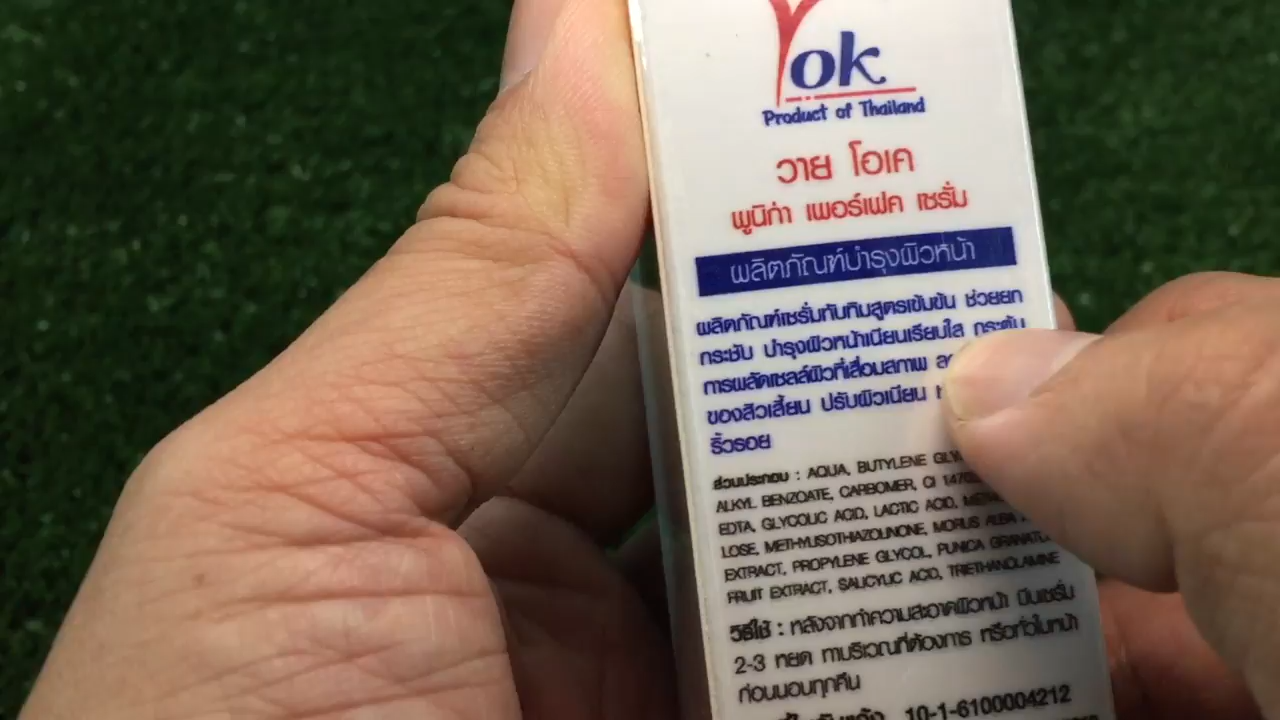 Yok
Product of Thailand
วาย โอเค
พูนิก้า เพอร์เฟค เซรั่ม
ผลิตภัณฑ์บำรุงผิวหน้า
ผลิตภัณฑ์เซรั่มทับทิมสูตรเข้มข้น ช่วยยก
กระชับ บำรุงผิวหน้าเนียนเรียบใส กระตุ้น
การผลัดเซลล์ผิวที่เสื่อมสภาพ
ของสิวเสี้ยน ปรับผิวเนียน
ริ้วรอย
ส่วนประกอบ : AQUA, BUTYLENE
ALKYL BENZOATE, CARBOMER, CI
EDTA, GLYCOLIC ACID, LACTIC ACID,
LOSE, METHYLISOTHIAZOLINONE, MORUS ALBA
EXTRACT, PROPYLENE GLYCOL, PUNICA
FRUIT EXTRACT, SALICYLIC ACID, TRIETHANOLAMINE
วิธีใช้ : หลังจากทำความสะอาดผิวหน้า บีบเซรั่ม
2-3 หยด ทาบริเวณที่ต้องการ หรือทั่วใบหน้า
ก่อนนอนทุกคืน
10-1-6100004212